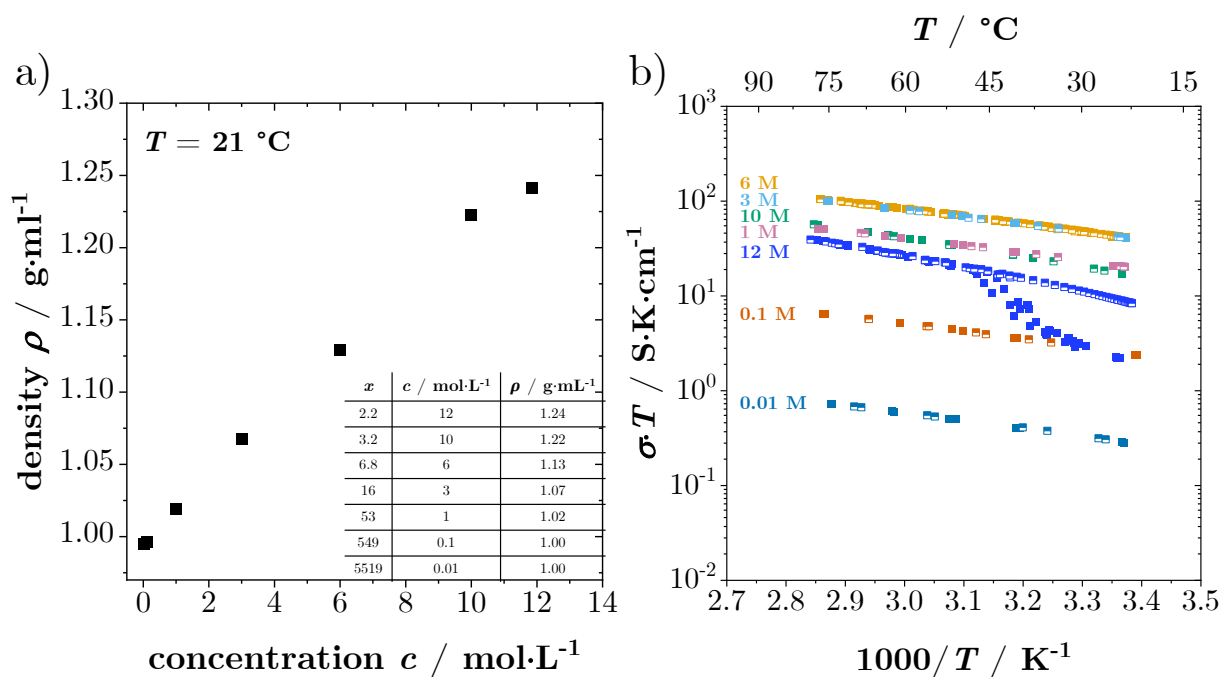 a)
1.30
1.25
1.20
1.15
1.10
1.05
1.00
density ρ / g·ml⁻¹
T = 21 °C
x c / mol·L⁻¹ ρ / g·mL⁻¹
2.2 12 1.24
3.2 10 1.22
6.8 6 1.13
16 3 1.07
53 1 1.02
549 0.1 1.00
5519 0.01 1.00
0 2 4 6 8 10 12 14
concentration c / mol·L⁻¹
b)
T / °C
90 75 60 45 30 15
10³
10²
10¹
10⁰
10⁻¹
10⁻²
σ·T / S·K·cm⁻¹
6 M
3 M
10 M
1 M
12 M
0.1 M
0.01 M
2.7 2.8 2.9 3.0 3.1 3.2 3.3 3.4 3.5
1000/T / K⁻¹